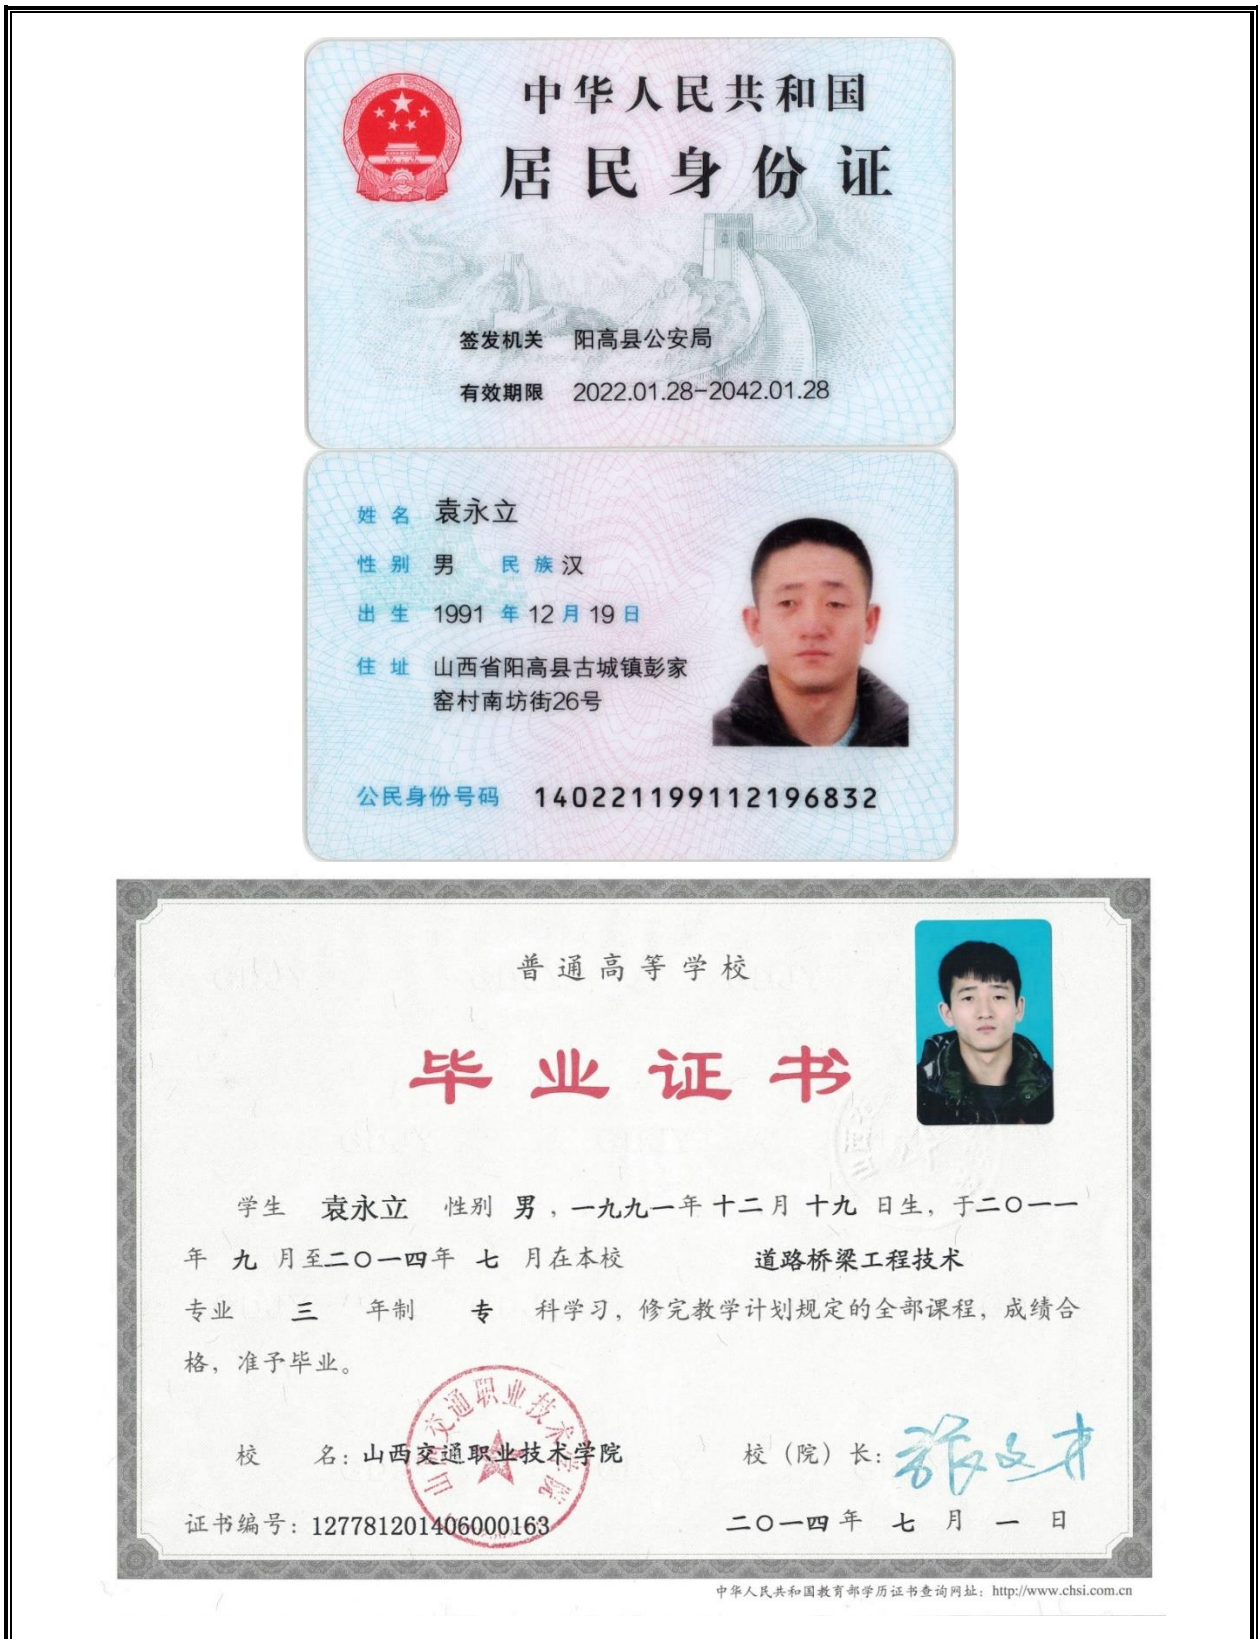 中华人民共和国
居民身份证
签发机关 阳高县公安局
有效期限 2022.01.28-2042.01.28
姓名 袁永立
性别 男 民族 汉
出生 1991 年 12 月 19 日
住址 山西省阳高县古城镇彭家
窑村南坊街26号
公民身份号码 140221199112196832
普通高等学校
毕业证书
学生 袁永立 性别 男，一九九一年 十二月 十九 日生，于二〇一一
年 九 月至二〇一四年 七 月在本校 道路桥梁工程技术
专业 三 年制 专 科学习，修完教学计划规定的全部课程，成绩合
格，准予毕业。
山西交通职业技术学院
校 名：山西交通职业技术学院 校（院）长：
证书编号：127781201406000163 二〇一四年 七 月 一 日
中华人民共和国教育部学历证书查询网址：http://www.chsi.com.cn